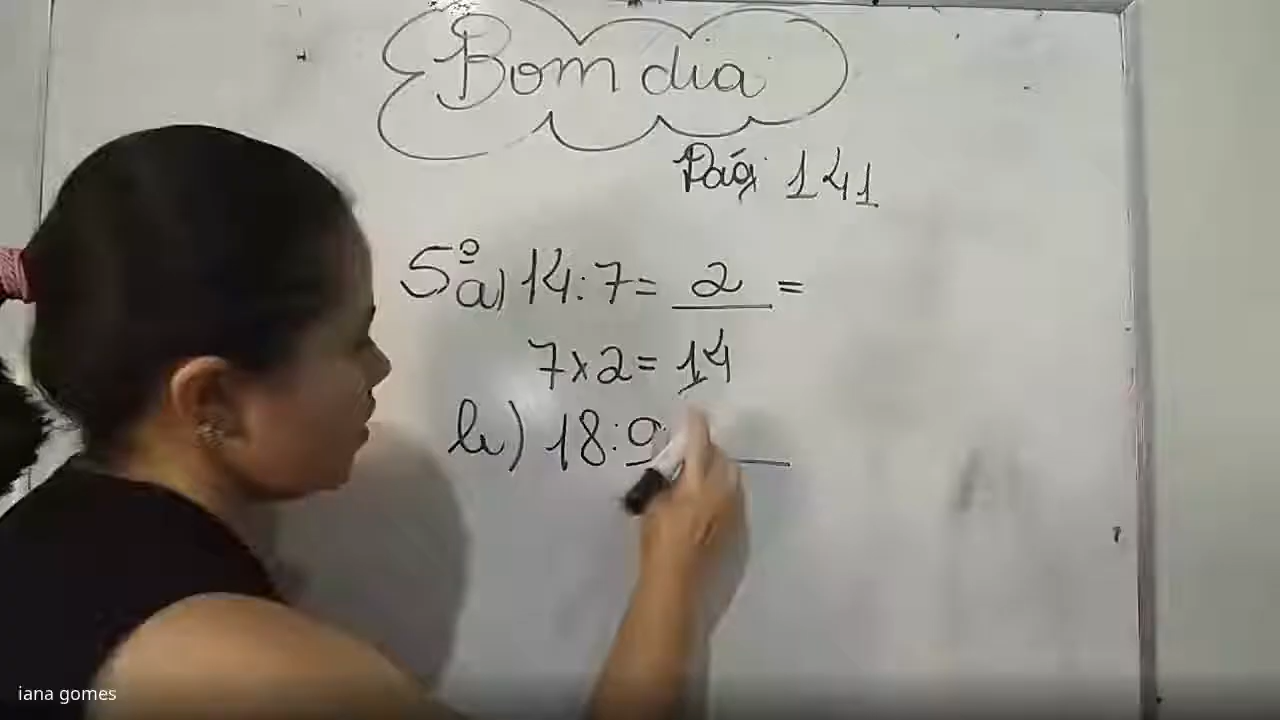 Bom dia
Pág: 141
5º a) 14:7= 2 =
7x2= 14
b) 18:9
iana gomes